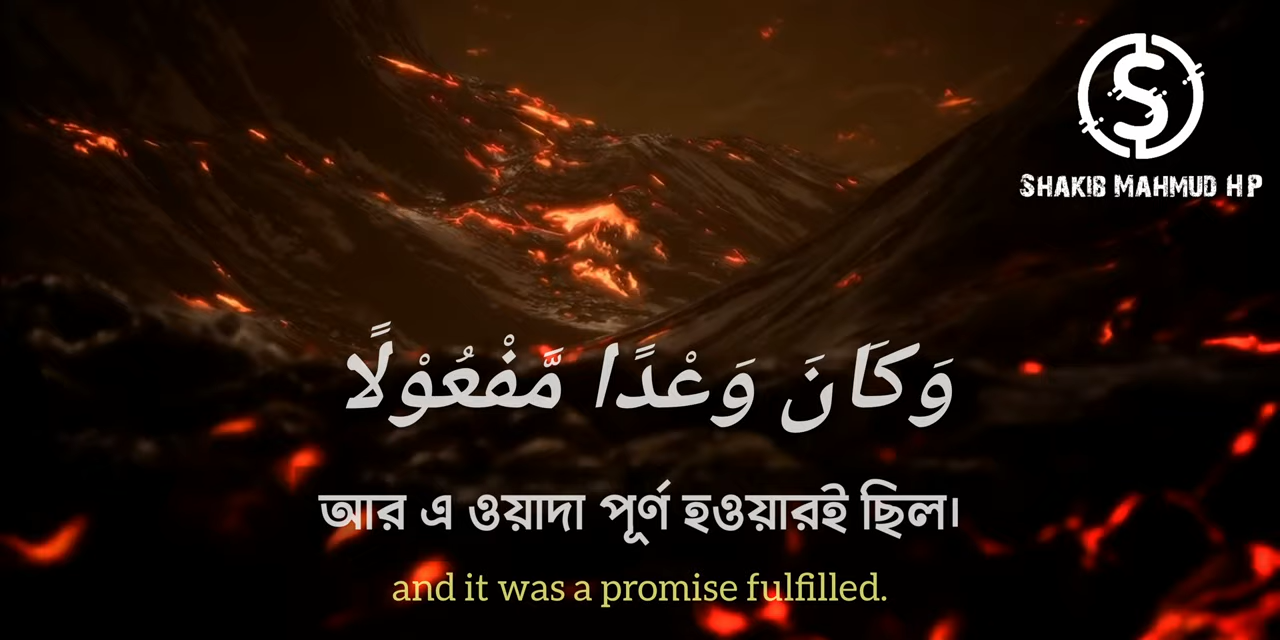 SHAKIB MAHMUD HP
وَكَانَ وَعْدًا مَّفْعُوْلًا
আর এ ওয়াদা পূর্ণ হওয়ারই ছিল।
and it was a promise fulfilled.